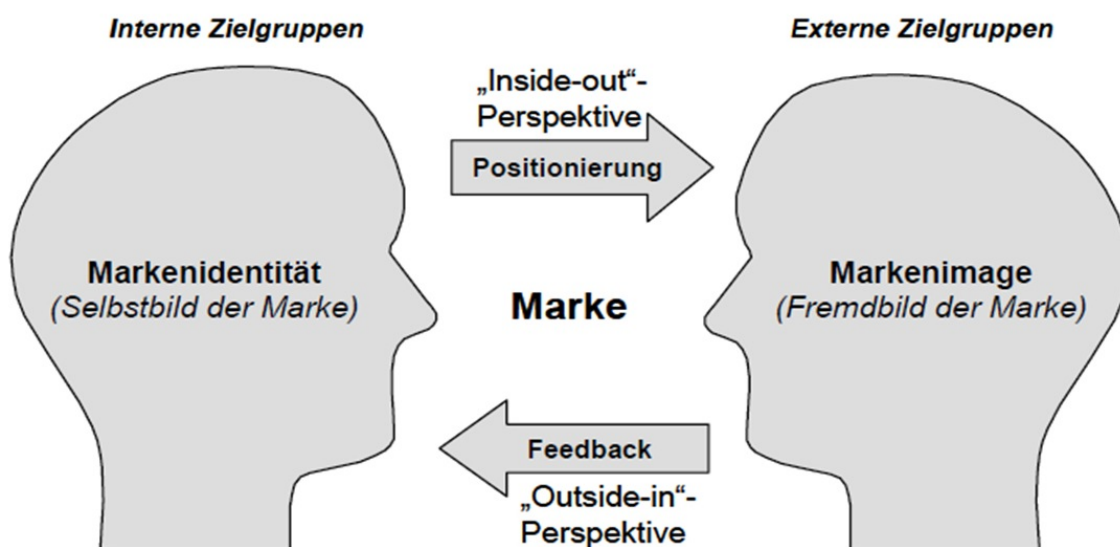 Interne Zielgruppen
Externe Zielgruppen
„Inside-out“-
Perspektive
Positionierung
Markenidentität
(Selbstbild der Marke)
Marke
Markenimage
(Fremdbild der Marke)
Feedback
„Outside-in“-
Perspektive